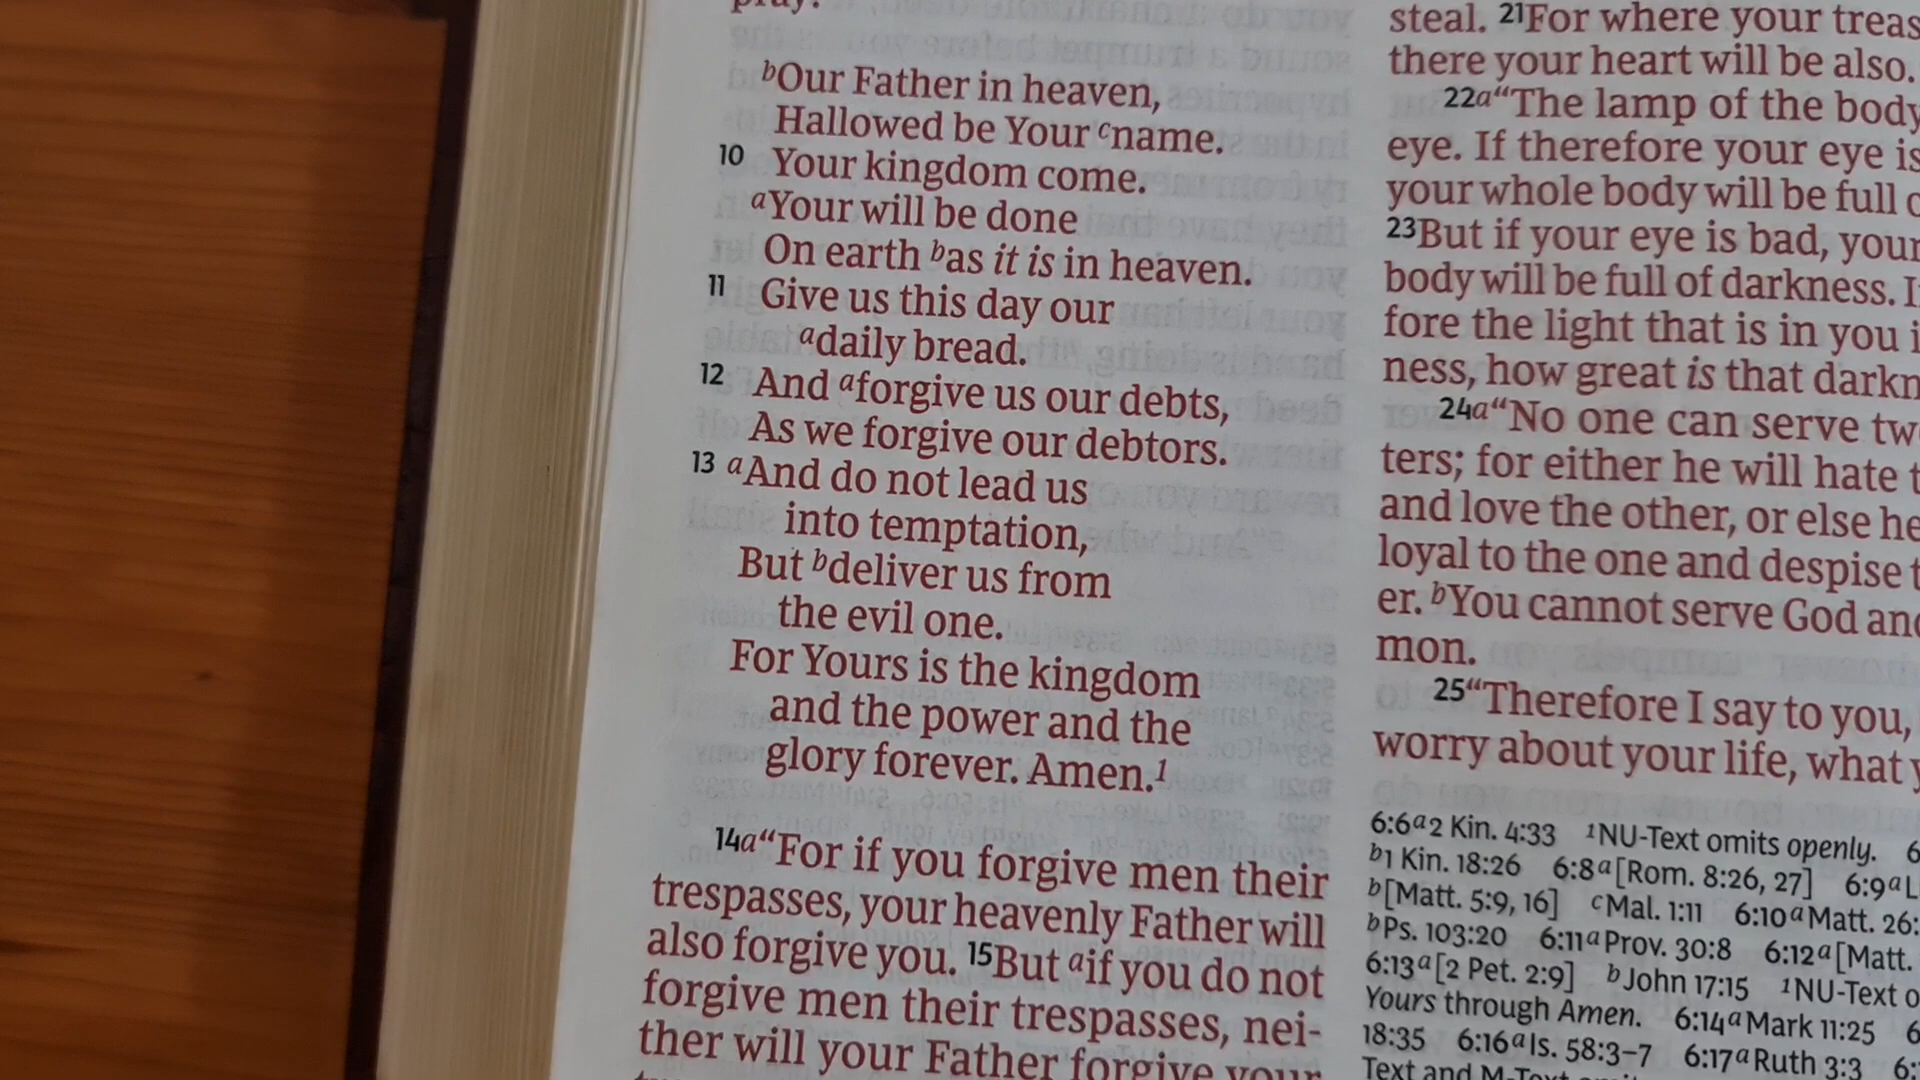 pray:
bOur Father in heaven,
Hallowed be Your cname.
10 Your kingdom come.
aYour will be done
On earth bas it is in heaven.
11 Give us this day our
adaily bread.
12 And aforgive us our debts,
As we forgive our debtors.
13 aAnd do not lead us
into temptation,
But bdeliver us from
the evil one.
For Yours is the kingdom
and the power and the
glory forever. Amen.1
14a“For if you forgive men their
trespasses, your heavenly Father will
also forgive you. 15But aif you do not
forgive men their trespasses, nei-
ther will your Father forgive your
steal. 21For where your treas
there your heart will be also.
22a“The lamp of the body
eye. If therefore your eye is
your whole body will be full
23But if your eye is bad, your
body will be full of darkness.
fore the light that is in you i
ness, how great is that darkn
24a“No one can serve tw
ters; for either he will hate t
and love the other, or else he
loyal to the one and despise t
er. bYou cannot serve God and
mon.
25“Therefore I say to you,
worry about your life, what y
6:6a2 Kin. 4:33 1NU-Text omits openly. 6
b1 Kin. 18:26 6:8a[Rom. 8:26, 27] 6:9aL
b[Matt. 5:9, 16] cMal. 1:11 6:10aMatt. 26:
bPs. 103:20 6:11aProv. 30:8 6:12a[Matt.
6:13a[2 Pet. 2:9] bJohn 17:15 1NU-Text o
Yours through Amen. 6:14aMark 11:25 6
18:35 6:16aIs. 58:3–7 6:17aRuth 3:3 6:
Text and M-Text